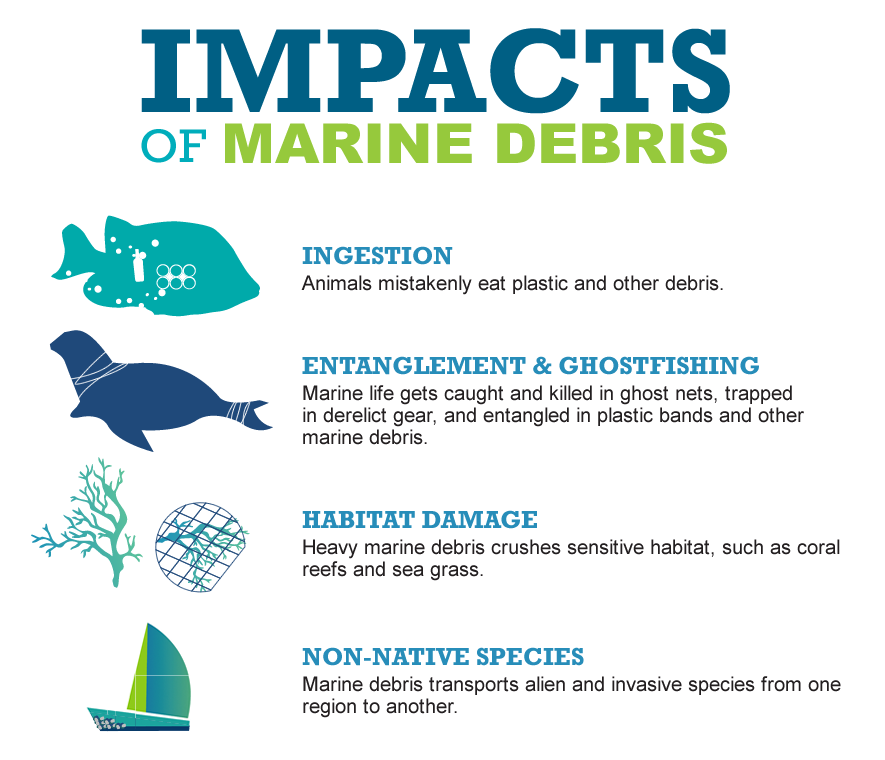 IMPACTS
OF MARINE DEBRIS
INGESTION
Animals mistakenly eat plastic and other debris.
ENTANGLEMENT & GHOSTFISHING
Marine life gets caught and killed in ghost nets, trapped
in derelict gear, and entangled in plastic bands and other
marine debris.
HABITAT DAMAGE
Heavy marine debris crushes sensitive habitat, such as coral
reefs and sea grass.
NON-NATIVE SPECIES
Marine debris transports alien and invasive species from one
region to another.